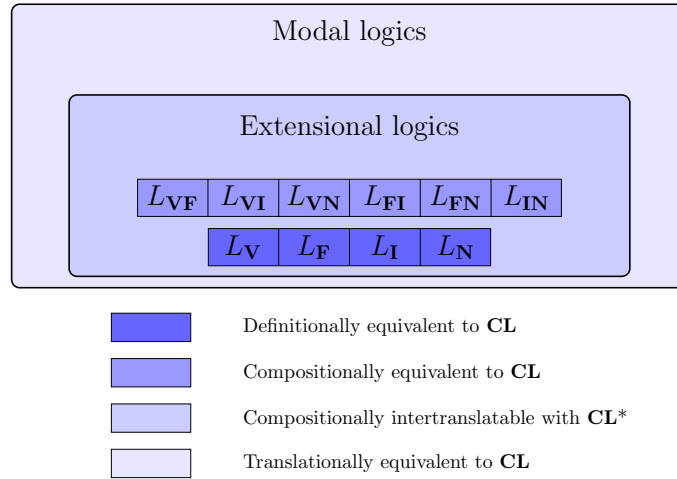 Modal logics
Extensional logics
L_VF L_VI L_VN L_FI L_FN L_IN
L_V L_F L_I L_N
Definitionally equivalent to CL
Compositionally equivalent to CL
Compositionally intertranslatable with CL*
Translationally equivalent to CL